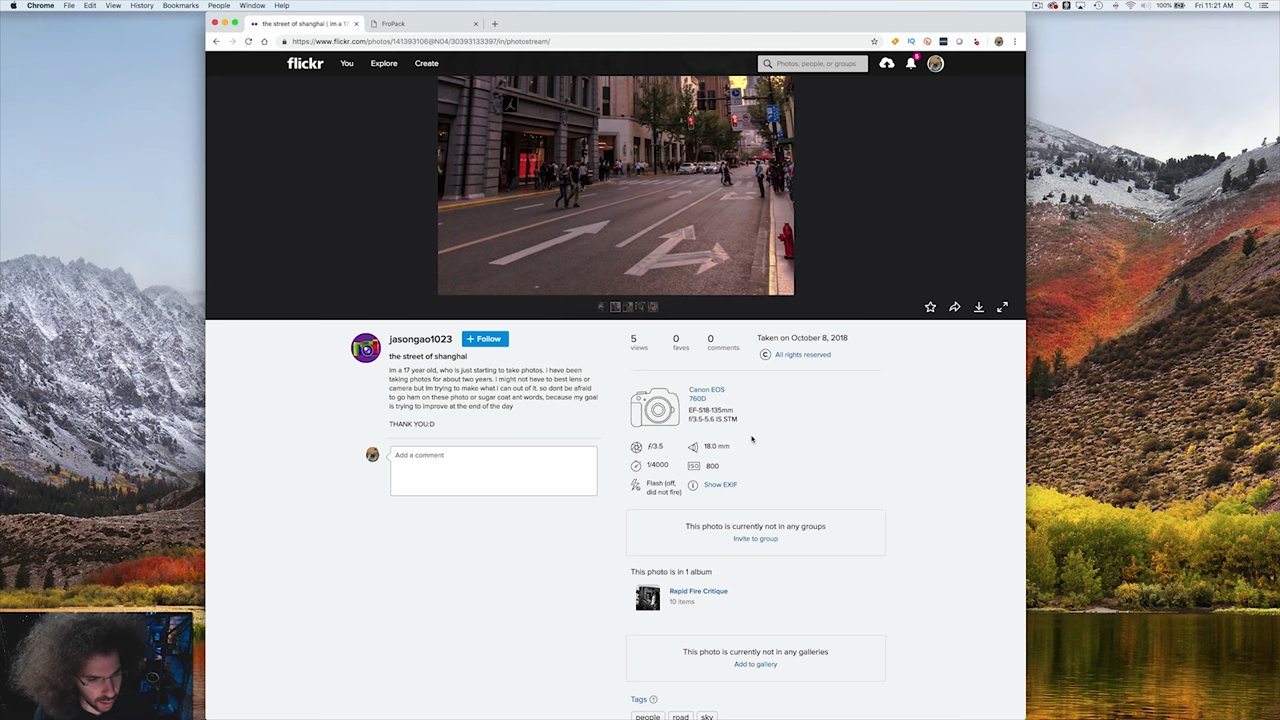 Chrome File Edit View History Bookmarks People Window Help
100%
Fri 11:21 AM
the street of shanghai | im a 17
FroPack
https://www.flickr.com/photos/141393106@N04/30393133397/in/photostream/
flickr You Explore Create
Photos, people, or groups
jasongao1023
+ Follow
the street of shanghai
im a 17 year old, who is just starting to take photos. i have been
taking photos for about two years. i might not have to best lens or
camera but im trying to make what i can out of it. so dont be afraid
to go ham on these photo or sugar coat ant words, because my goal
is trying to improve at the end of the day
THANK YOU:D
Add a comment
5 0 0
views faves comments
Taken on October 8, 2018
All rights reserved
Canon EOS
760D
EF-S18-135mm
f/3.5-5.6 IS STM
ƒ/3.5 18.0 mm
1/4000 ISO 800
Flash (off,
did not fire)
Show EXIF
This photo is currently not in any groups
Invite to group
This photo is in 1 album
Rapid Fire Critique
10 items
This photo is currently not in any galleries
Add to gallery
Tags
people road sky